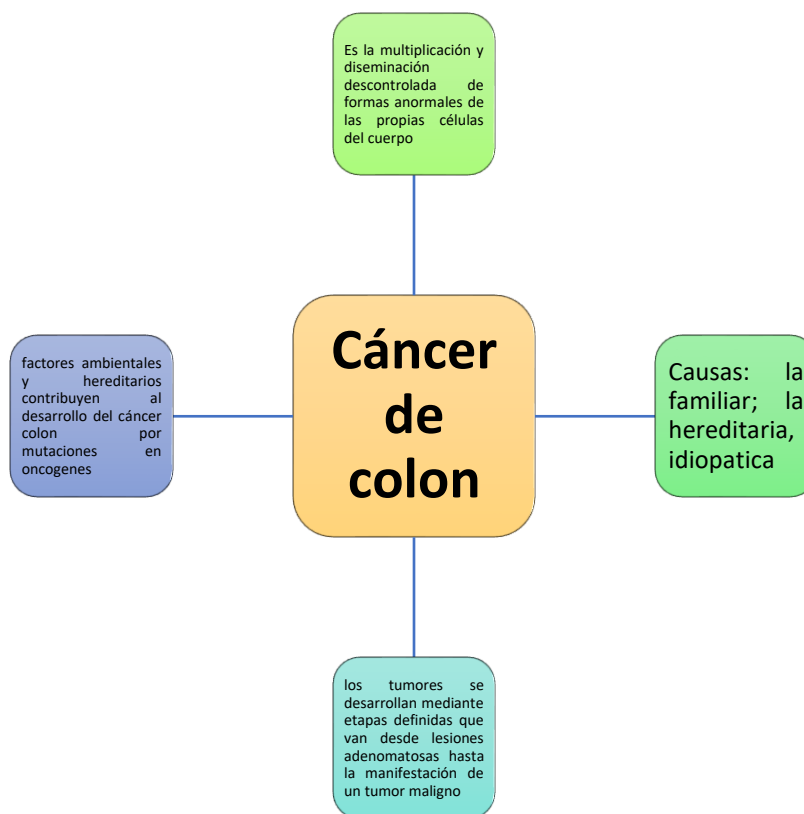 Es la multiplicación y
diseminación
descontrolada de
formas anormales de
las propias células
del cuerpo
factores ambientales
y hereditarios
contribuyen al
desarrollo del cáncer
colon por
mutaciones en
oncogenes
Cáncer
de
colon
Causas: la
familiar; la
hereditaria,
idiopatica
los tumores se
desarrollan mediante
etapas definidas que
van desde lesiones
adenomatosas hasta
la manifestación de
un tumor maligno